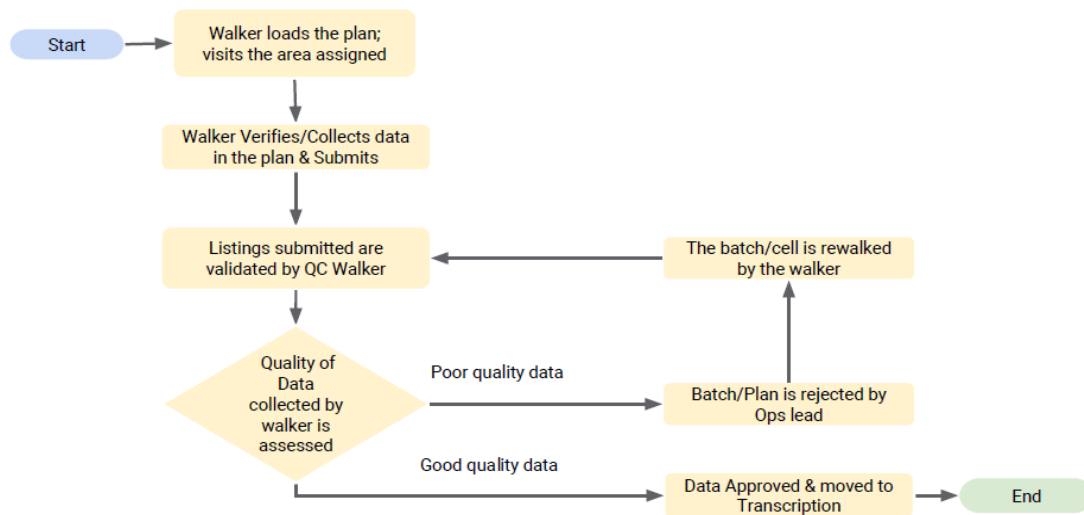 Start
Walker loads the plan;
visits the area assigned
Walker Verifies/Collects data
in the plan & Submits
Listings submitted are
validated by QC Walker
The batch/cell is rewalked
by the walker
Quality of
Data
collected by
walker is
assessed
Poor quality data
Batch/Plan is rejected by
Ops lead
Good quality data
Data Approved & moved to
Transcription
End